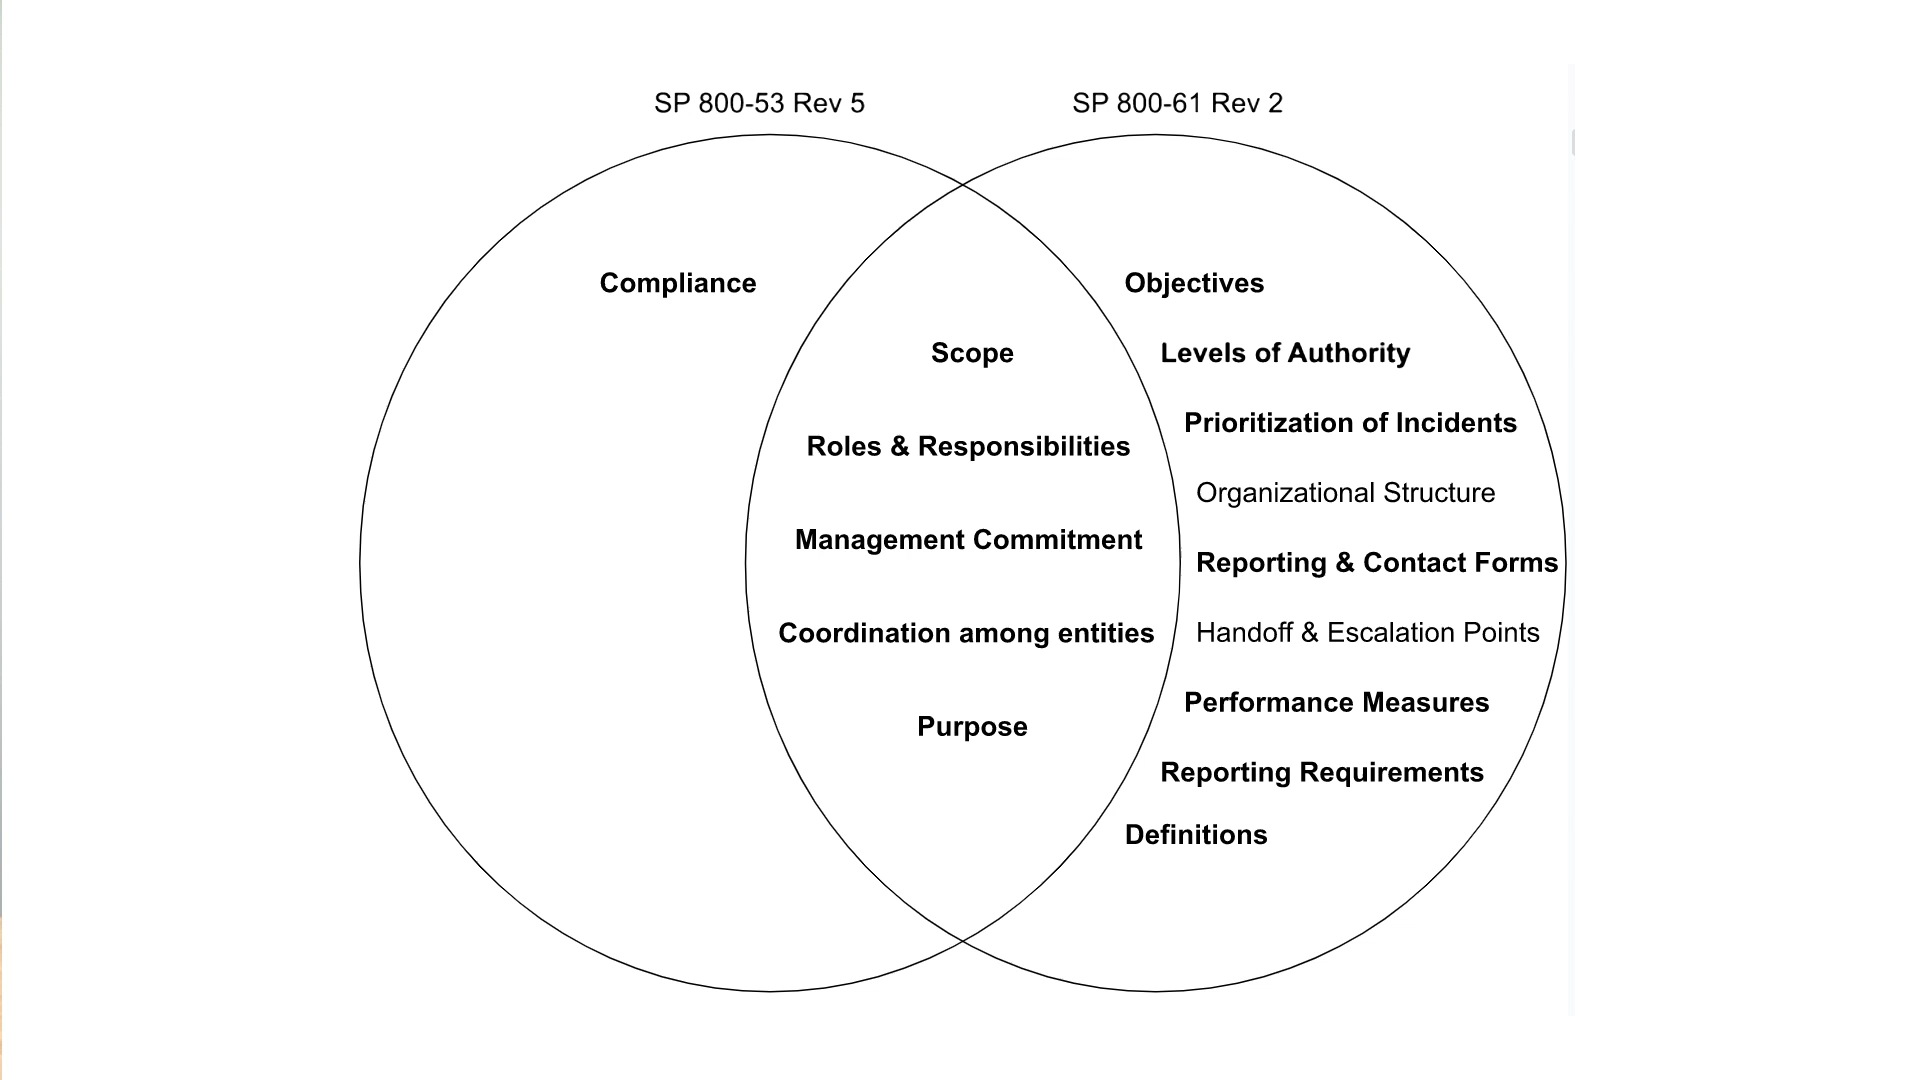 SP 800-53 Rev 5
SP 800-61 Rev 2
Compliance
Scope
Roles & Responsibilities
Management Commitment
Coordination among entities
Purpose
Objectives
Levels of Authority
Prioritization of Incidents
Organizational Structure
Reporting & Contact Forms
Handoff & Escalation Points
Performance Measures
Reporting Requirements
Definitions